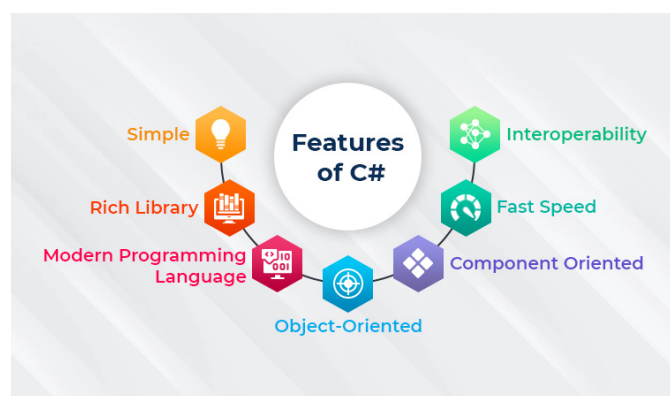 Features
of C#
Simple
Rich Library
Modern Programming
Language
Object-Oriented
Component Oriented
Fast Speed
Interoperability